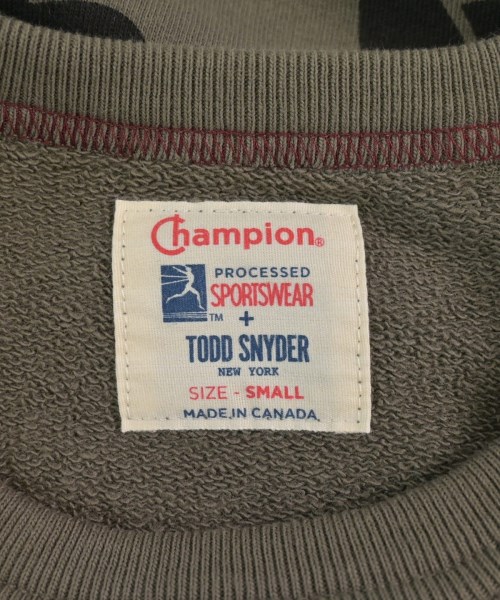 Champion®
PROCESSED
SPORTSWEAR
™ +
TODD SNYDER
NEW YORK
SIZE - SMALL
MADE IN CANADA